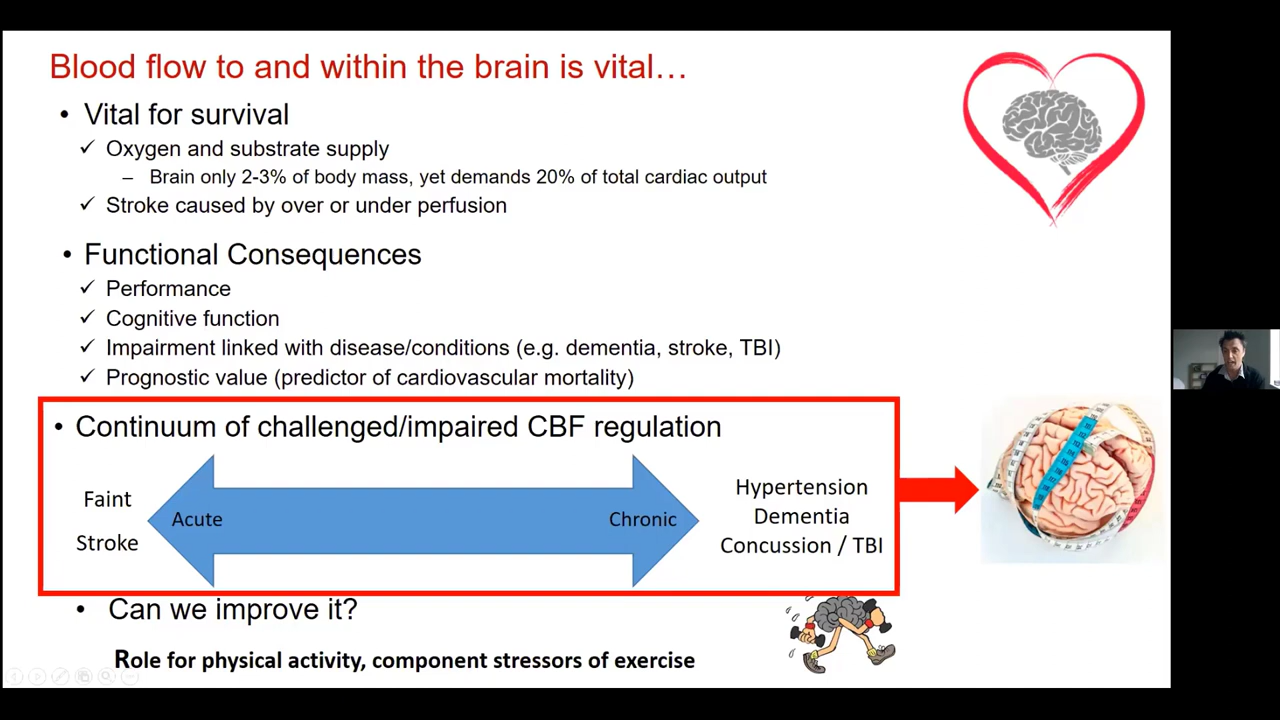 Blood flow to and within the brain is vital…
• Vital for survival
✓ Oxygen and substrate supply
– Brain only 2-3% of body mass, yet demands 20% of total cardiac output
✓ Stroke caused by over or under perfusion
• Functional Consequences
✓ Performance
✓ Cognitive function
✓ Impairment linked with disease/conditions (e.g. dementia, stroke, TBI)
✓ Prognostic value (predictor of cardiovascular mortality)
• Continuum of challenged/impaired CBF regulation
Faint
Stroke
Acute
Chronic
Hypertension
Dementia
Concussion / TBI
• Can we improve it?
Role for physical activity, component stressors of exercise